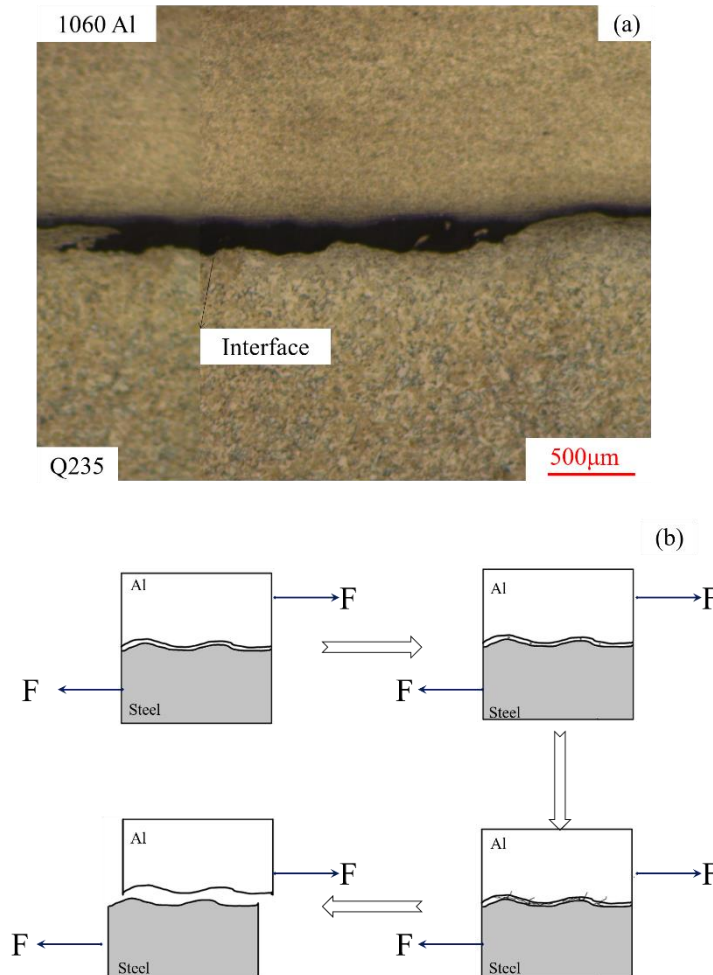 1060 Al
(a)
Interface
Q235
500μm
(b)
Al
F
F
Steel
Al
F
F
Steel
Al
F
F
Steel
Al
F
F
Steel